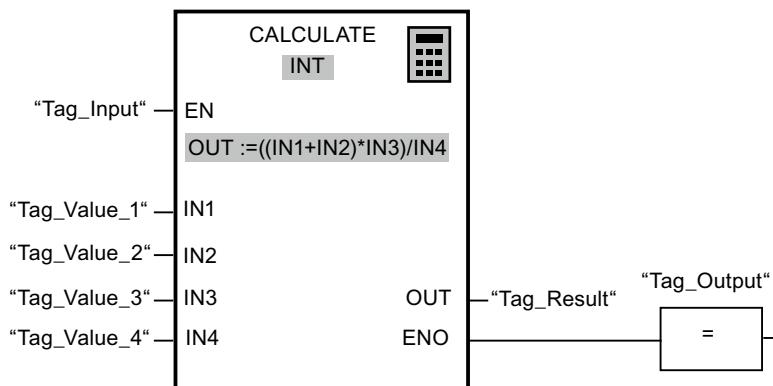 CALCULATE
INT
“Tag_Input“ EN
OUT :=((IN1+IN2)*IN3)/IN4
“Tag_Value_1“ IN1
“Tag_Value_2“ IN2
“Tag_Output“
“Tag_Value_3“ IN3 OUT “Tag_Result“
“Tag_Value_4“ IN4 ENO =